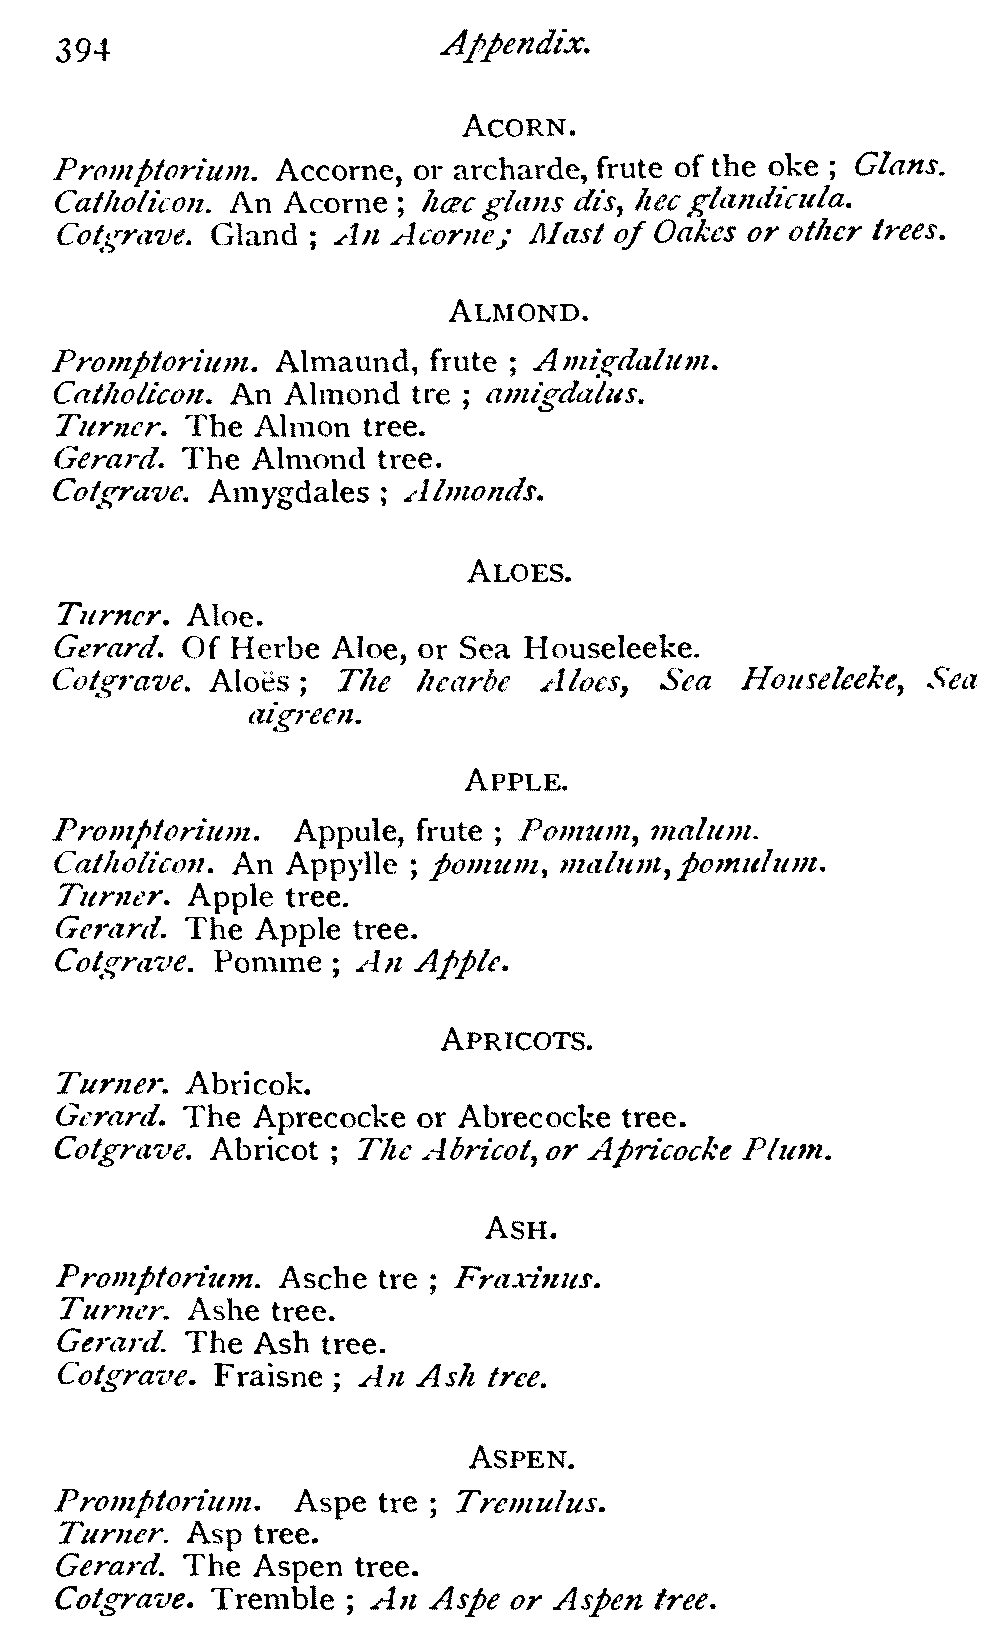 394 Appendix.
ACORN.
Promptorium. Accorne, or archarde, frute of the oke ; Glans.
Catholicon. An Acorne ; hæc glans dis, hec glandicula.
Cotgrave. Gland ; An Acorne; Mast of Oakes or other trees.
ALMOND.
Promptorium. Almaund, frute ; Amigdalum.
Catholicon. An Almond tre ; amigdalus.
Turner. The Almon tree.
Gerard. The Almond tree.
Cotgrave. Amygdales ; Almonds.
ALOES.
Turner. Aloe.
Gerard. Of Herbe Aloe, or Sea Houseleeke.
Cotgrave. Aloës ; The hearbe Aloes, Sea Houseleeke, Sea
aigreen.
APPLE.
Promptorium. Appule, frute ; Pomum, malum.
Catholicon. An Appylle ; pomum, malum, pomulum.
Turner. Apple tree.
Gerard. The Apple tree.
Cotgrave. Pomme ; An Apple.
APRICOTS.
Turner. Abricok.
Gerard. The Aprecocke or Abrecocke tree.
Cotgrave. Abricot ; The Abricot, or Apricocke Plum.
ASH.
Promptorium. Asche tre ; Fraxinus.
Turner. Ashe tree.
Gerard. The Ash tree.
Cotgrave. Fraisne ; An Ash tree.
ASPEN.
Promptorium. Aspe tre ; Tremulus.
Turner. Asp tree.
Gerard. The Aspen tree.
Cotgrave. Tremble ; An Aspe or Aspen tree.